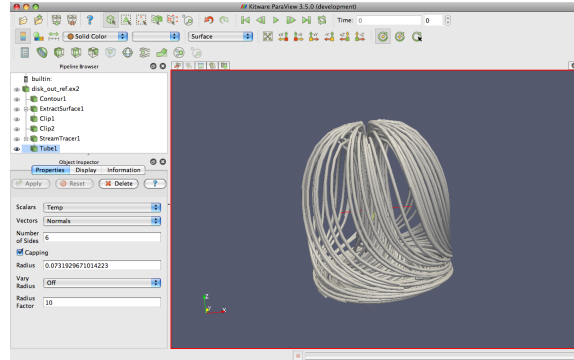 Kitware ParaView 3.5.0 (development)
Time: 0 0
Solid Color Surface
Pipeline Browser
builtin:
disk_out_ref.ex2
Contour1
ExtractSurface1
Clip1
Clip2
StreamTracer1
Tube1
Object Inspector
Properties Display Information
Apply Reset Delete ?
Scalars Temp
Vectors Normals
Number of Sides 6
Capping
Radius 0.0731929671014223
Vary Radius Off
Radius Factor 10
Z
Y X